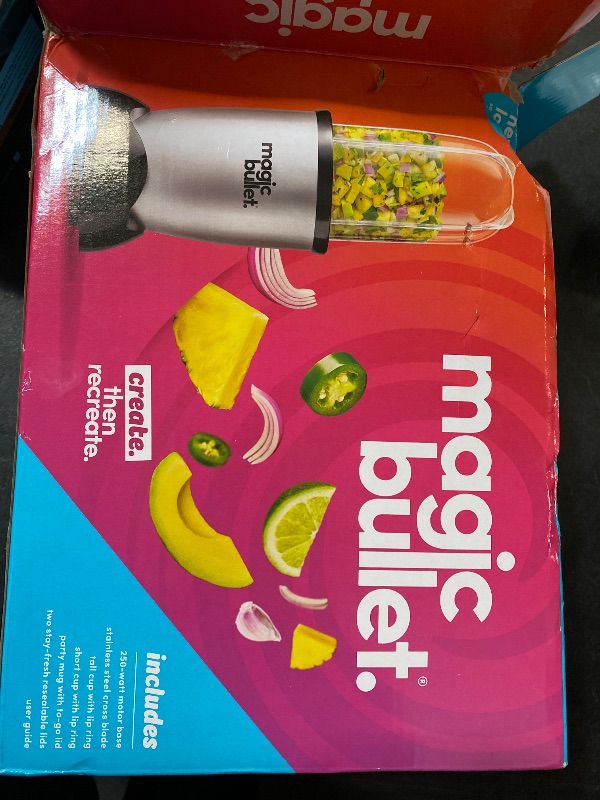 magic
magic
bullet.
magic
bullet.®
create.
then
recreate.
includes
250-watt motor base
stainless steel cross blade
tall cup with lip ring
short cup with lip ring
party mug with to-go lid
two stay-fresh resealable lids
user guide